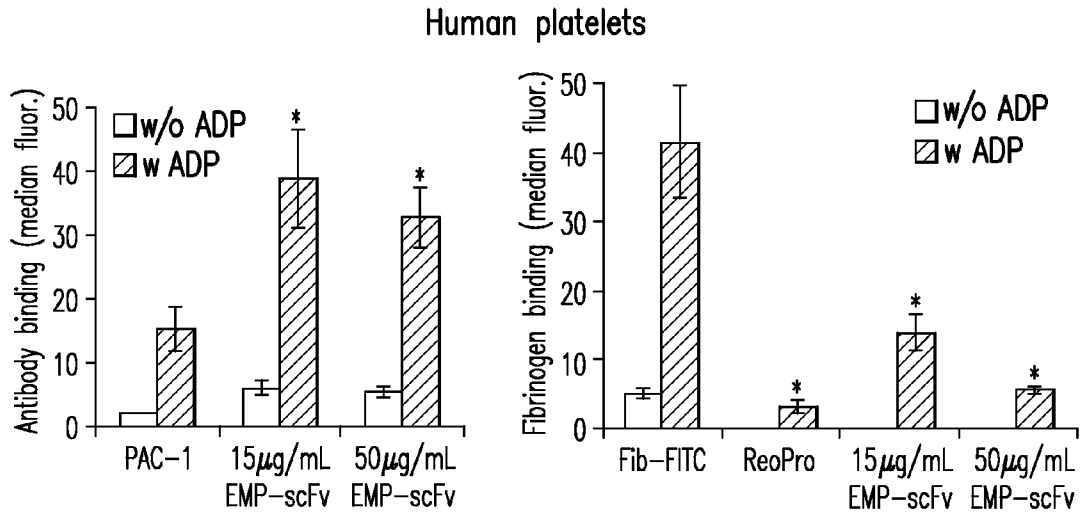 Human platelets
Antibody binding (median fluor.)
50
40
30
20
10
0
w/o ADP
w ADP
*
*
PAC-1
15µg/mL
EMP-scFv
50µg/mL
EMP-scFv
Fibrinogen binding (median fluor.)
50
40
30
20
10
0
w/o ADP
w ADP
*
*
*
Fib-FITC
ReoPro
15µg/mL
EMP-scFv
50µg/mL
EMP-scFv